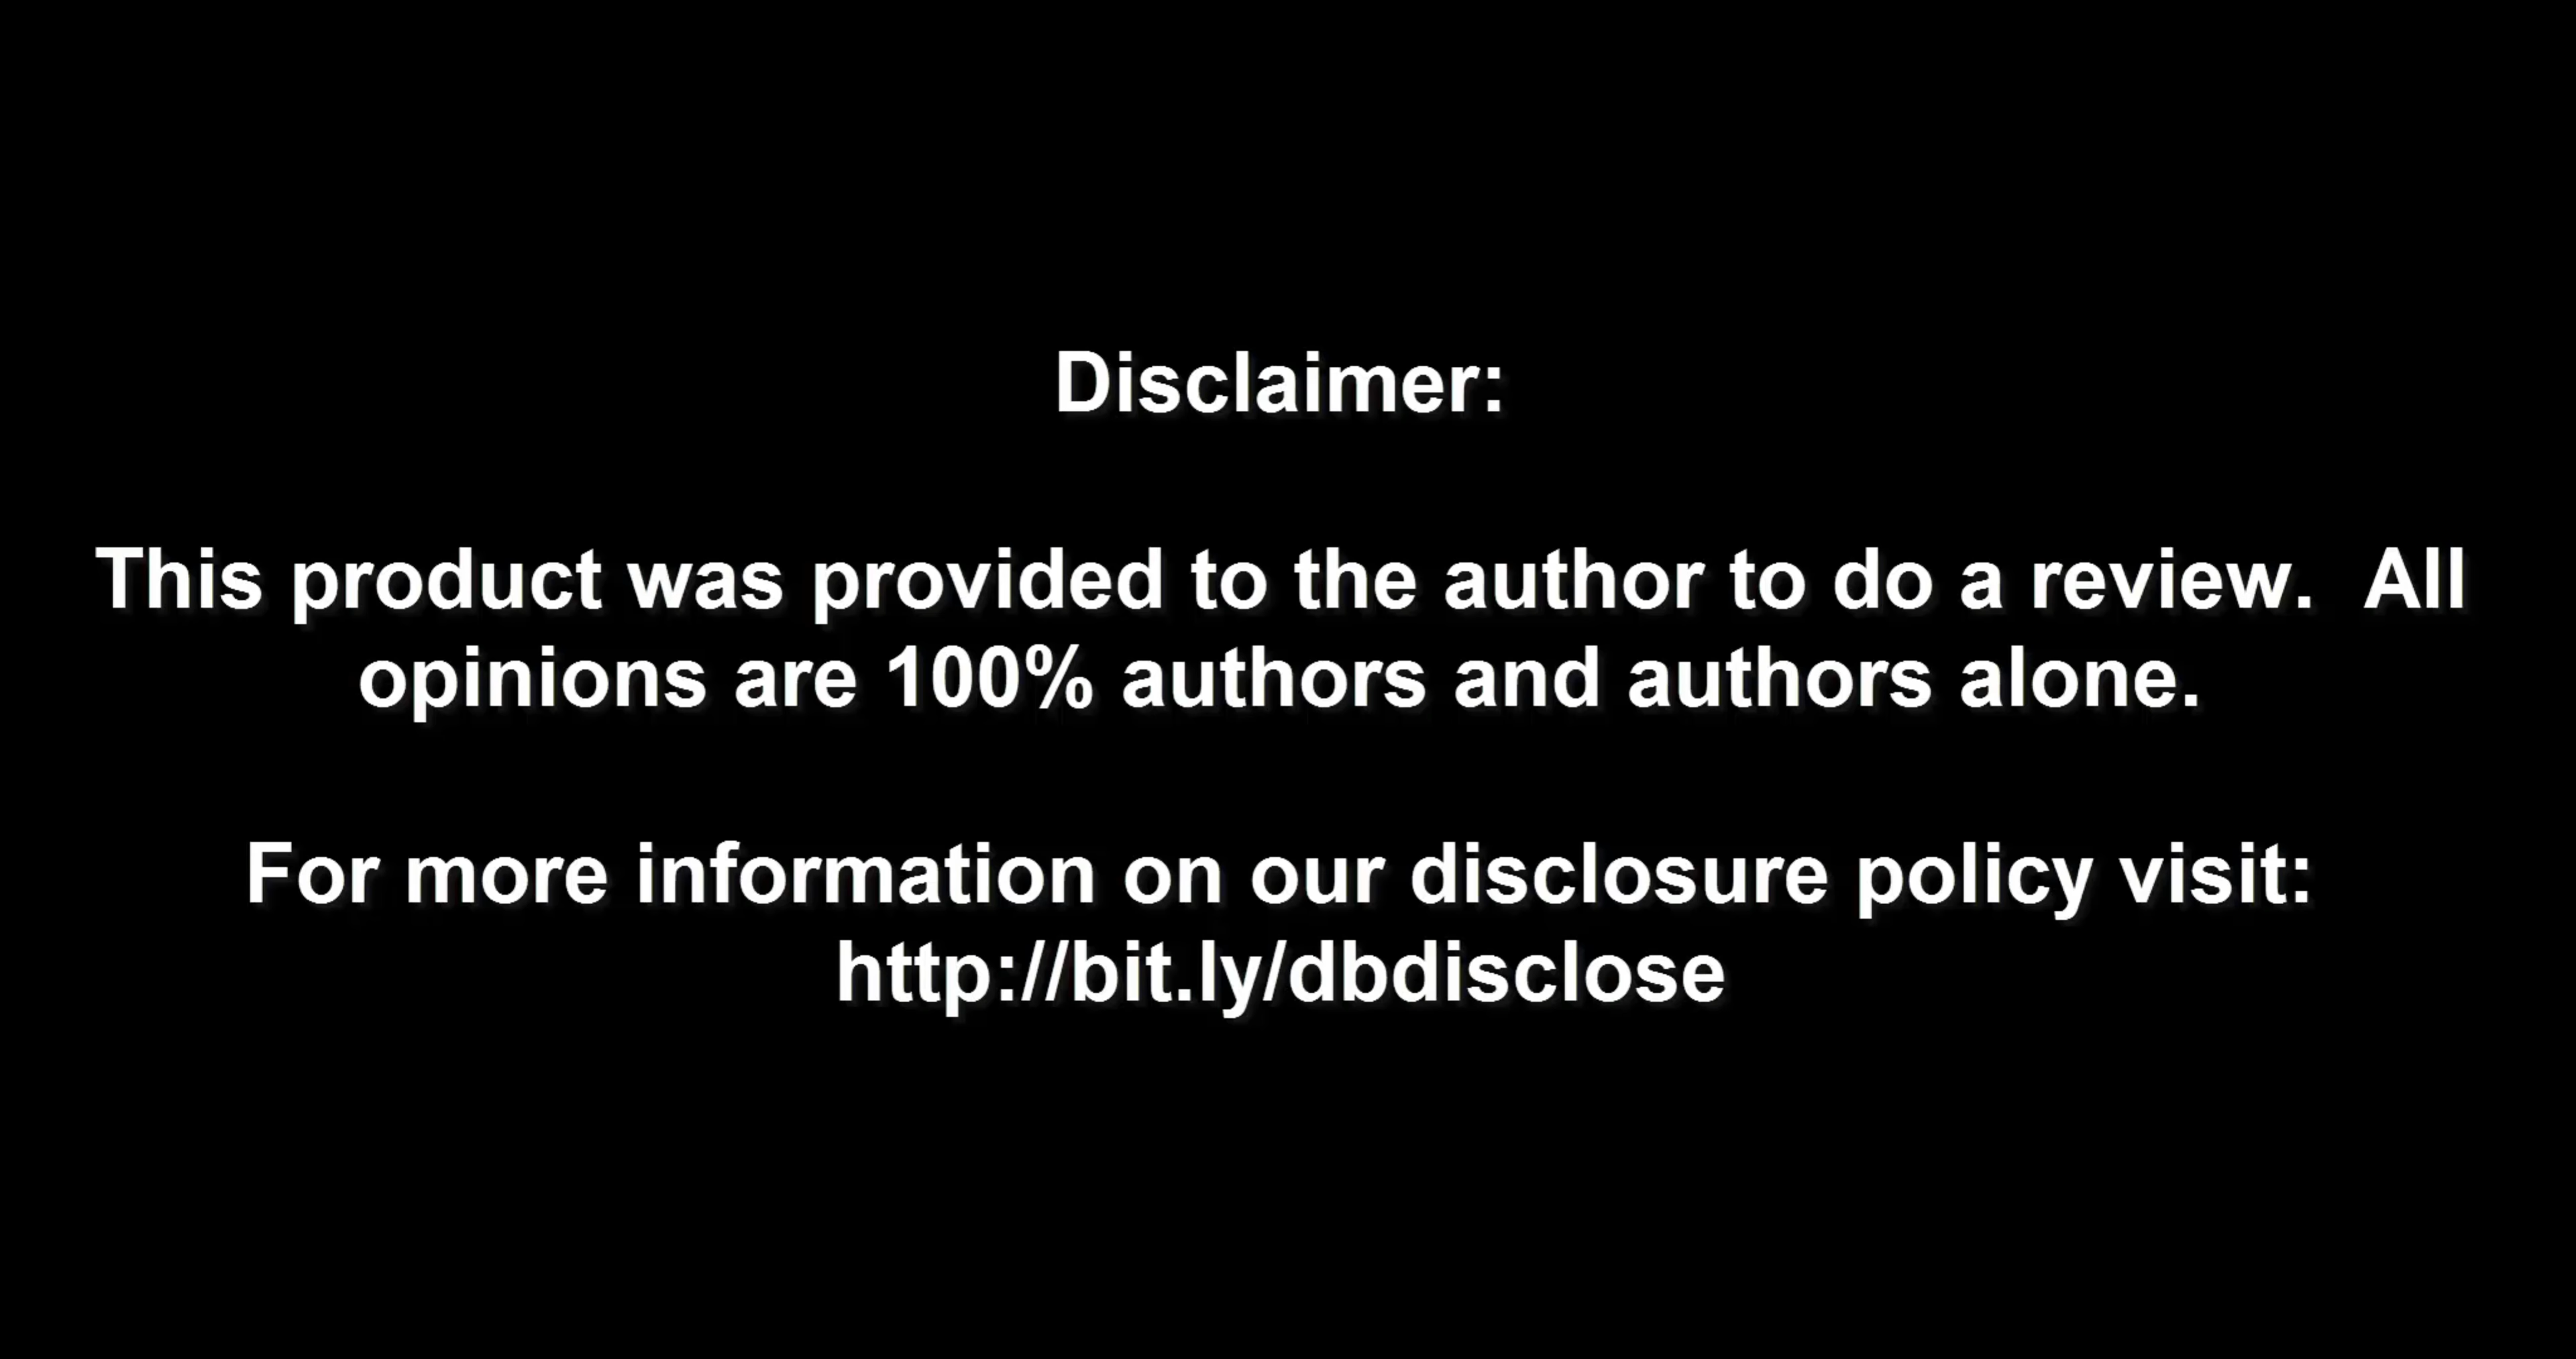 Disclaimer:
This product was provided to the author to do a review.  All
opinions are 100% authors and authors alone.
For more information on our disclosure policy visit:
http://bit.ly/dbdisclose